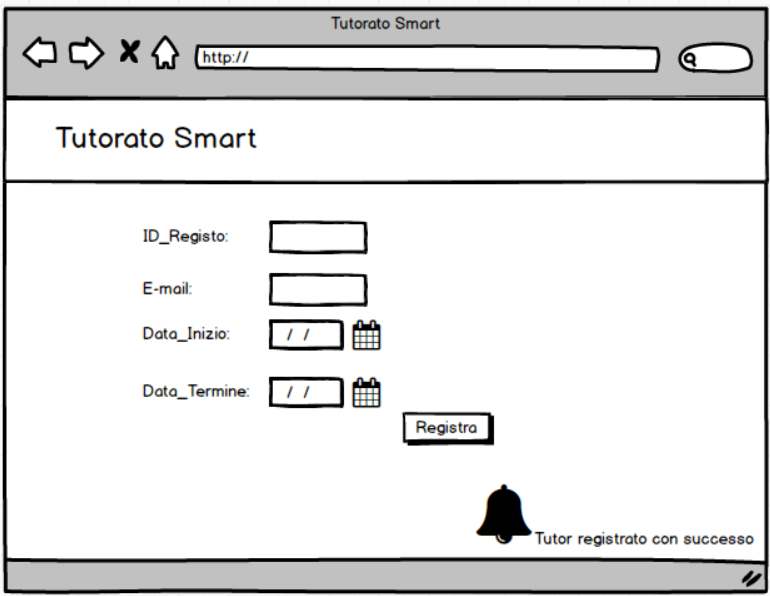 Tutorato Smart
http://
Tutorato Smart
ID_Registo:
E-mail:
Data_Inizio: / /
Data_Termine: / /
Registra
Tutor registrato con successo